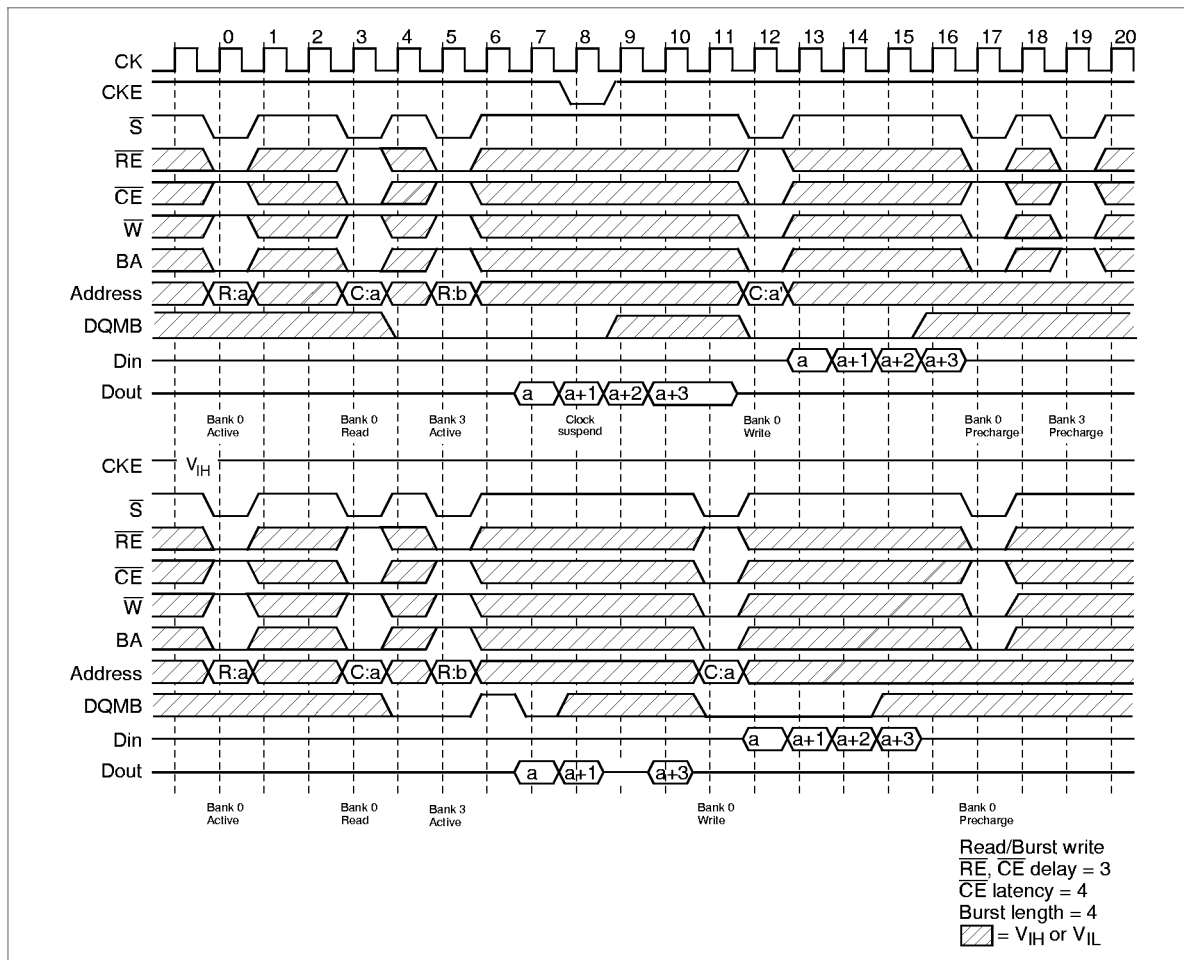 0 1 2 3 4 5 6 7 8 9 10 11 12 13 14 15 16 17 18 19 20
CK
CKE
S
RE
CE
W
BA
Address R:a C:a R:b C:a'
DQMB
Din a a+1 a+2 a+3
Dout a a+1 a+2 a+3
Bank 0 Bank 0 Bank 3 Clock Bank 0 Bank 0 Bank 3
Active Read Active suspend Write Precharge Precharge
CKE VIH
S
RE
CE
W
BA
Address R:a C:a R:b C:a
DQMB
Din a a+1 a+2 a+3
Dout a a+1 a+3
Bank 0 Bank 0 Bank 3 Bank 0 Bank 0
Active Read Active Write Precharge
Read/Burst write
RE, CE delay = 3
CE latency = 4
Burst length = 4
= VIH or VIL